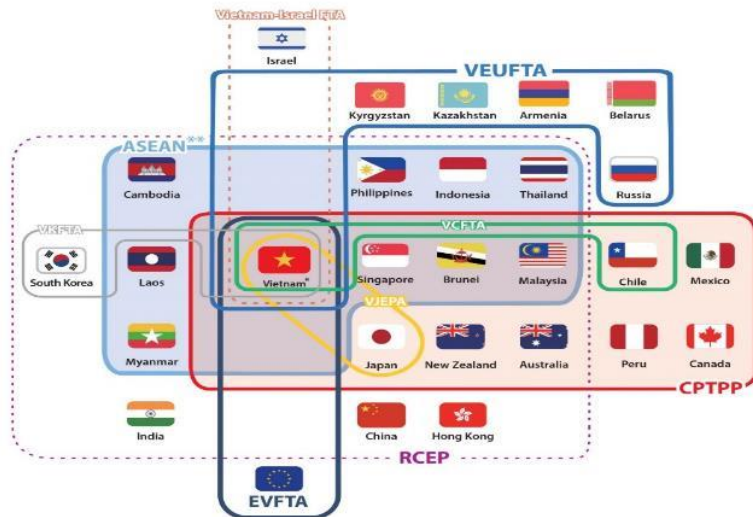 Vietnam-Israel FTA
Israel
VEUFTA
Kyrgyzstan
Kazakhstan
Armenia
Belarus
ASEAN**
Cambodia
Philippines
Indonesia
Thailand
Russia
VKFTA
VCFTA
South Korea
Laos
Vietnam*
Singapore
Brunei
Malaysia
Chile
Mexico
VJEPA
Myanmar
Japan
New Zealand
Australia
Peru
Canada
CPTPP
India
China
Hong Kong
RCEP
EVFTA